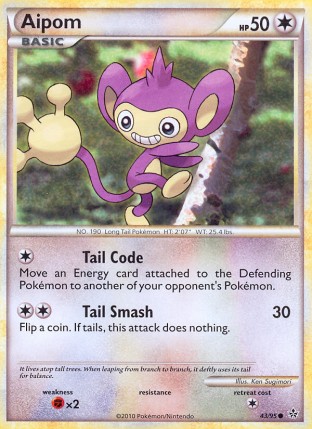 Aipom
HP50
BASIC
NO. 190 Long Tail Pokémon. HT: 2'07" WT: 25.4 lbs.
Tail Code
Move an Energy card attached to the Defending
Pokémon to another of your opponent's Pokémon.
Tail Smash 30
Flip a coin. If tails, this attack does nothing.
It lives atop tall trees. When leaping from branch to branch, it deftly uses its tail
for balance.
Illus. Ken Sugimori
weakness resistance retreat cost
×2
©2010 Pokémon/Nintendo
43/95